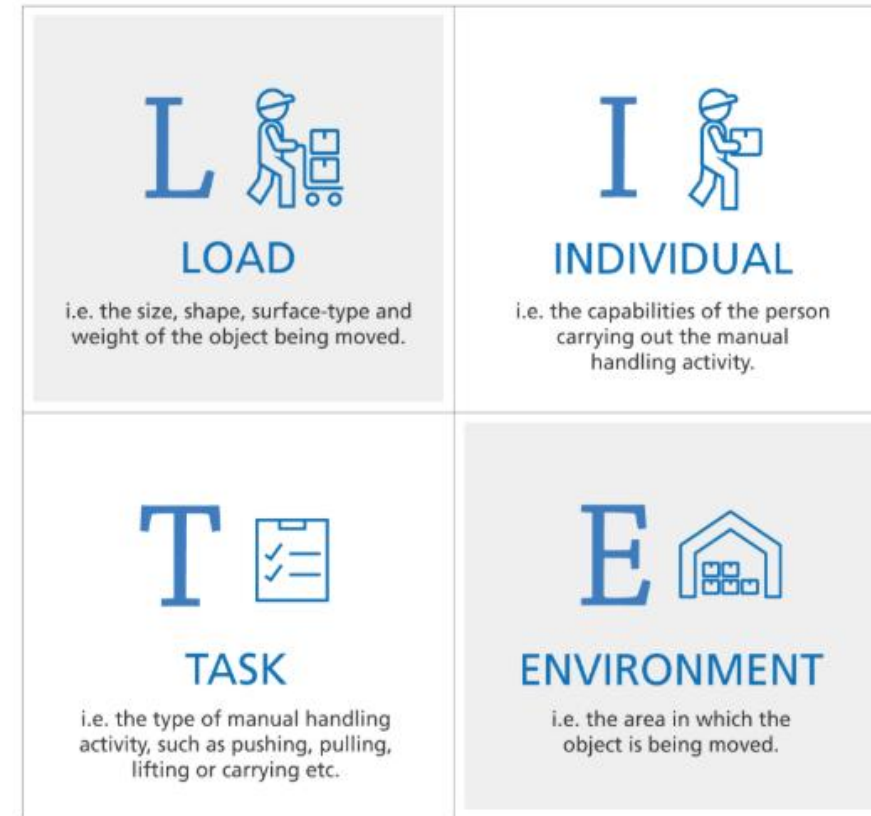 L
LOAD
i.e. the size, shape, surface-type and
weight of the object being moved.
I
INDIVIDUAL
i.e. the capabilities of the person
carrying out the manual
handling activity.
T
TASK
i.e. the type of manual handling
activity, such as pushing, pulling,
lifting or carrying etc.
E
ENVIRONMENT
i.e. the area in which the
object is being moved.